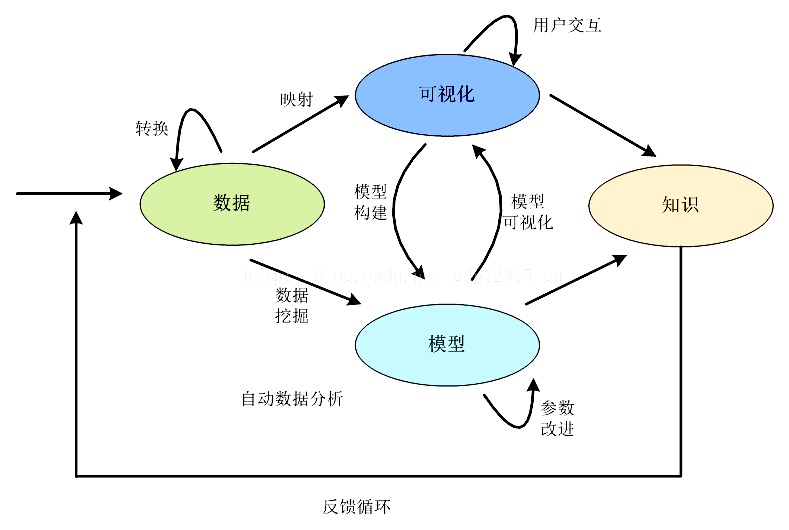 用户交互
可视化
映射
转换
数据
模型
构建
模型
可视化
知识
数据
挖掘
模型
自动数据分析
参数
改进
反馈循环